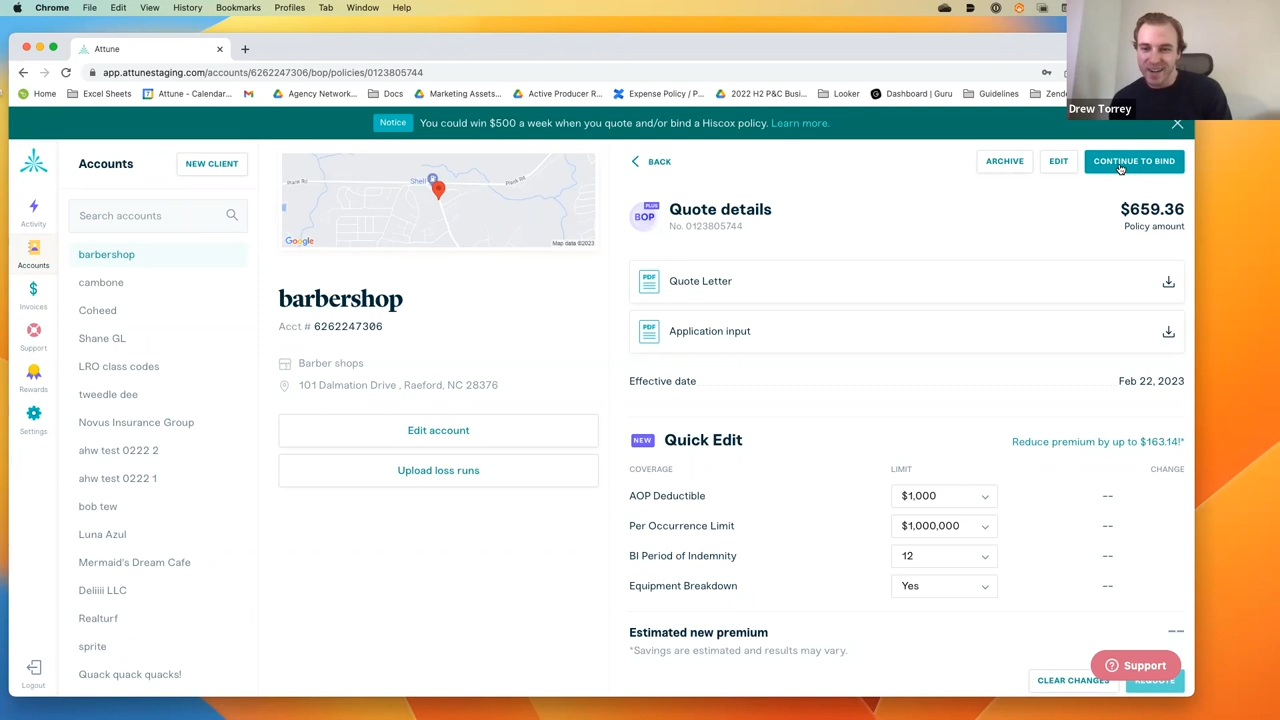 Chrome File Edit View History Bookmarks Profiles Tab Window Help
Attune
app.attunestaging.com/accounts/6262247306/bop/policies/0123805744
Home Excel Sheets Attune - Calendar... Agency Network... Docs Marketing Assets... Active Producer R... Expense Policy / P... 2022 H2 P&C Busi... Looker Dashboard | Guru Guidelines Zend
Drew Torrey
Notice You could win $500 a week when you quote and/or bind a Hiscox policy. Learn more.
Activity
Accounts
Invoices
Support
Rewards
Settings
Logout
Accounts
NEW CLIENT
Search accounts
barbershop
cambone
Coheed
Shane GL
LRO class codes
tweedle dee
Novus Insurance Group
ahw test 0222 2
ahw test 0222 1
bob tew
Luna Azul
Mermaid's Dream Cafe
Deliiii LLC
Realturf
sprite
Quack quack quacks!
Shell
Plank Rd
Google
Map data ©2023
barbershop
Acct # 6262247306
Barber shops
101 Dalmation Drive , Raeford, NC 28376
Edit account
Upload loss runs
BACK
ARCHIVE
EDIT
CONTINUE TO BIND
PLUS
BOP
Quote details
No. 0123805744
$659.36
Policy amount
PDF
Quote Letter
PDF
Application input
Effective date Feb 22, 2023
NEW Quick Edit Reduce premium by up to $163.14!*
COVERAGE LIMIT CHANGE
AOP Deductible $1,000 --
Per Occurrence Limit $1,000,000 --
BI Period of Indemnity 12 --
Equipment Breakdown Yes --
Estimated new premium --
*Savings are estimated and results may vary.
Support
CLEAR CHANGES REQUOTE